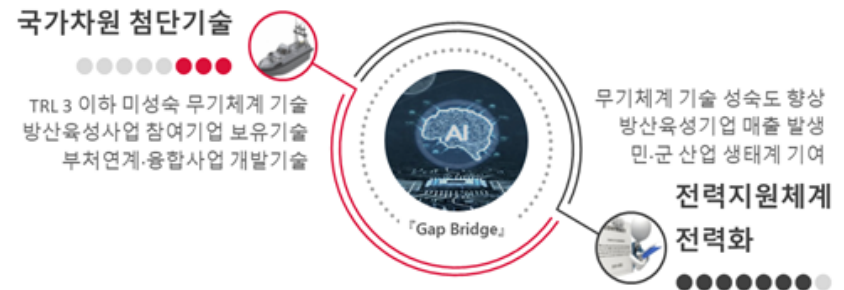 국가차원 첨단기술
TRL 3 이하 미성숙 무기체계 기술
방산육성사업 참여기업 보유기술
부처연계·융합사업 개발기술
AI
『Gap Bridge』
무기체계 기술 성숙도 향상
방산육성기업 매출 발생
민·군 산업 생태계 기여
전력지원체계
전력화